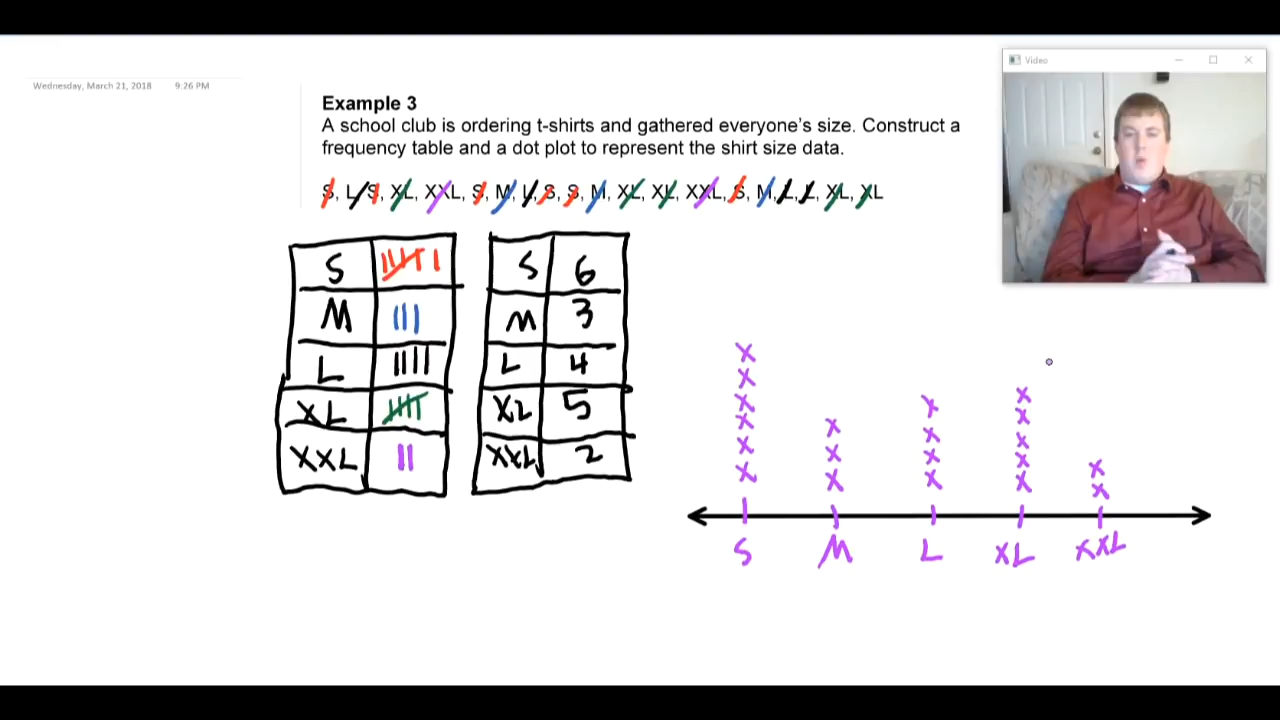 Wednesday, March 21, 2018 9:26 PM
Video
Example 3
A school club is ordering t-shirts and gathered everyone's size. Construct a
frequency table and a dot plot to represent the shirt size data.
S, L, S, XL, XXL, S, M, L, S, S, M, XL, XL, XXL, S, M, L, L, XL, XL
S
M
L
XL
XXL
S 6
M 3
L 4
XL 5
XXL 2
S M L XL XXL